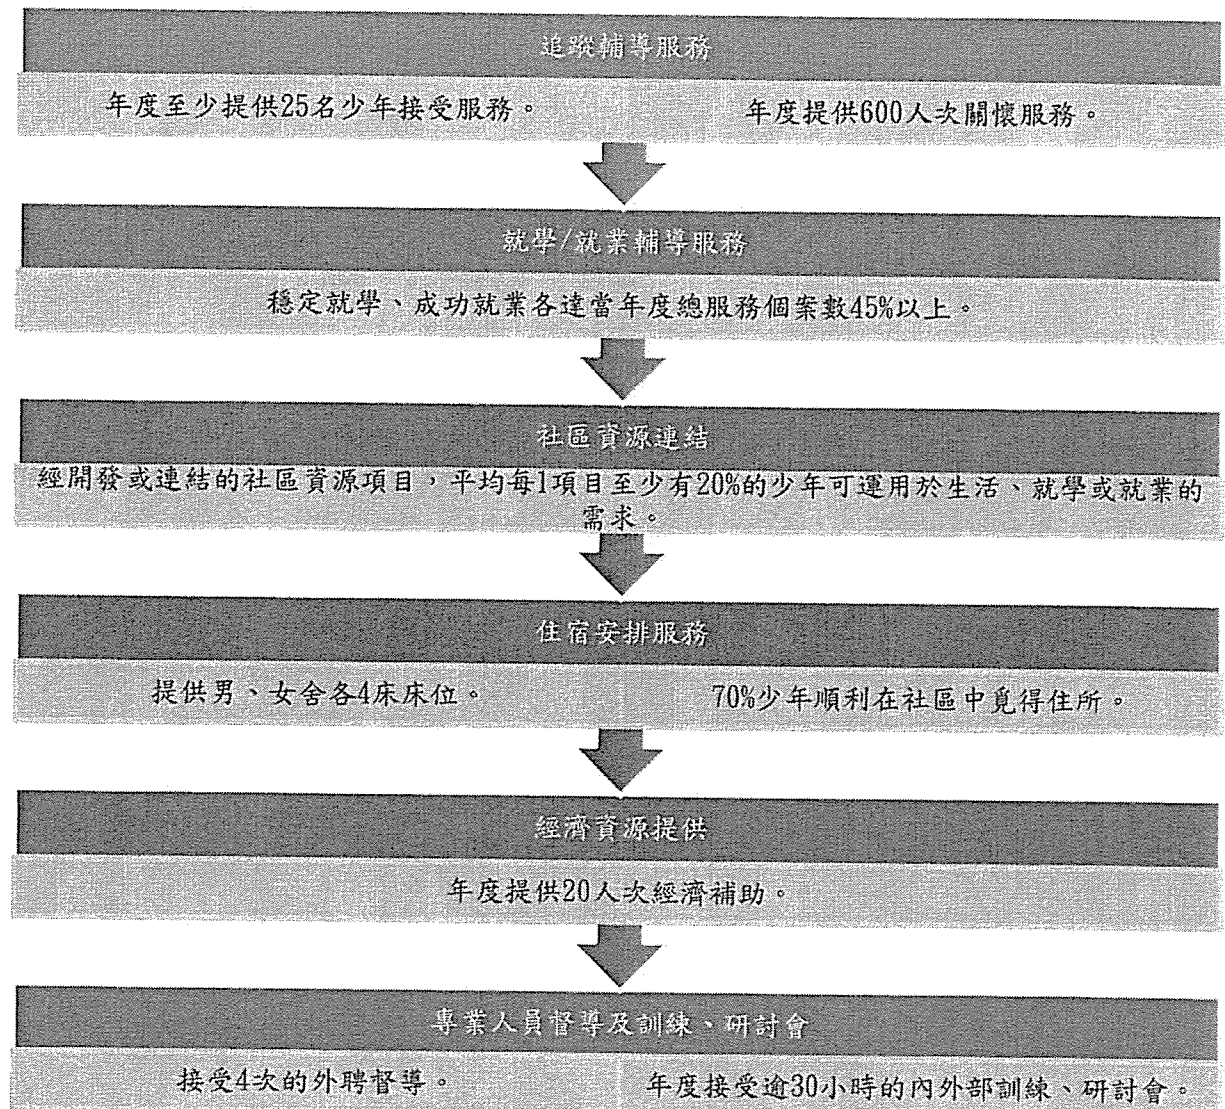 追蹤輔導服務
年度至少提供25名少年接受服務。
年度提供600人次關懷服務。
就學/就業輔導服務
穩定就學、成功就業各達當年度總服務個案數45%以上。
社區資源連結
經開發或連結的社區資源項目，平均每1項目至少有20%的少年可運用於生活、就學或就業的
需求。
住宿安排服務
提供男、女舍各4床床位。
70%少年順利在社區中覓得住所。
經濟資源提供
年度提供20人次經濟補助。
專業人員督導及訓練、研討會
接受4次的外聘督導。
年度接受逾30小時的內外部訓練、研討會。